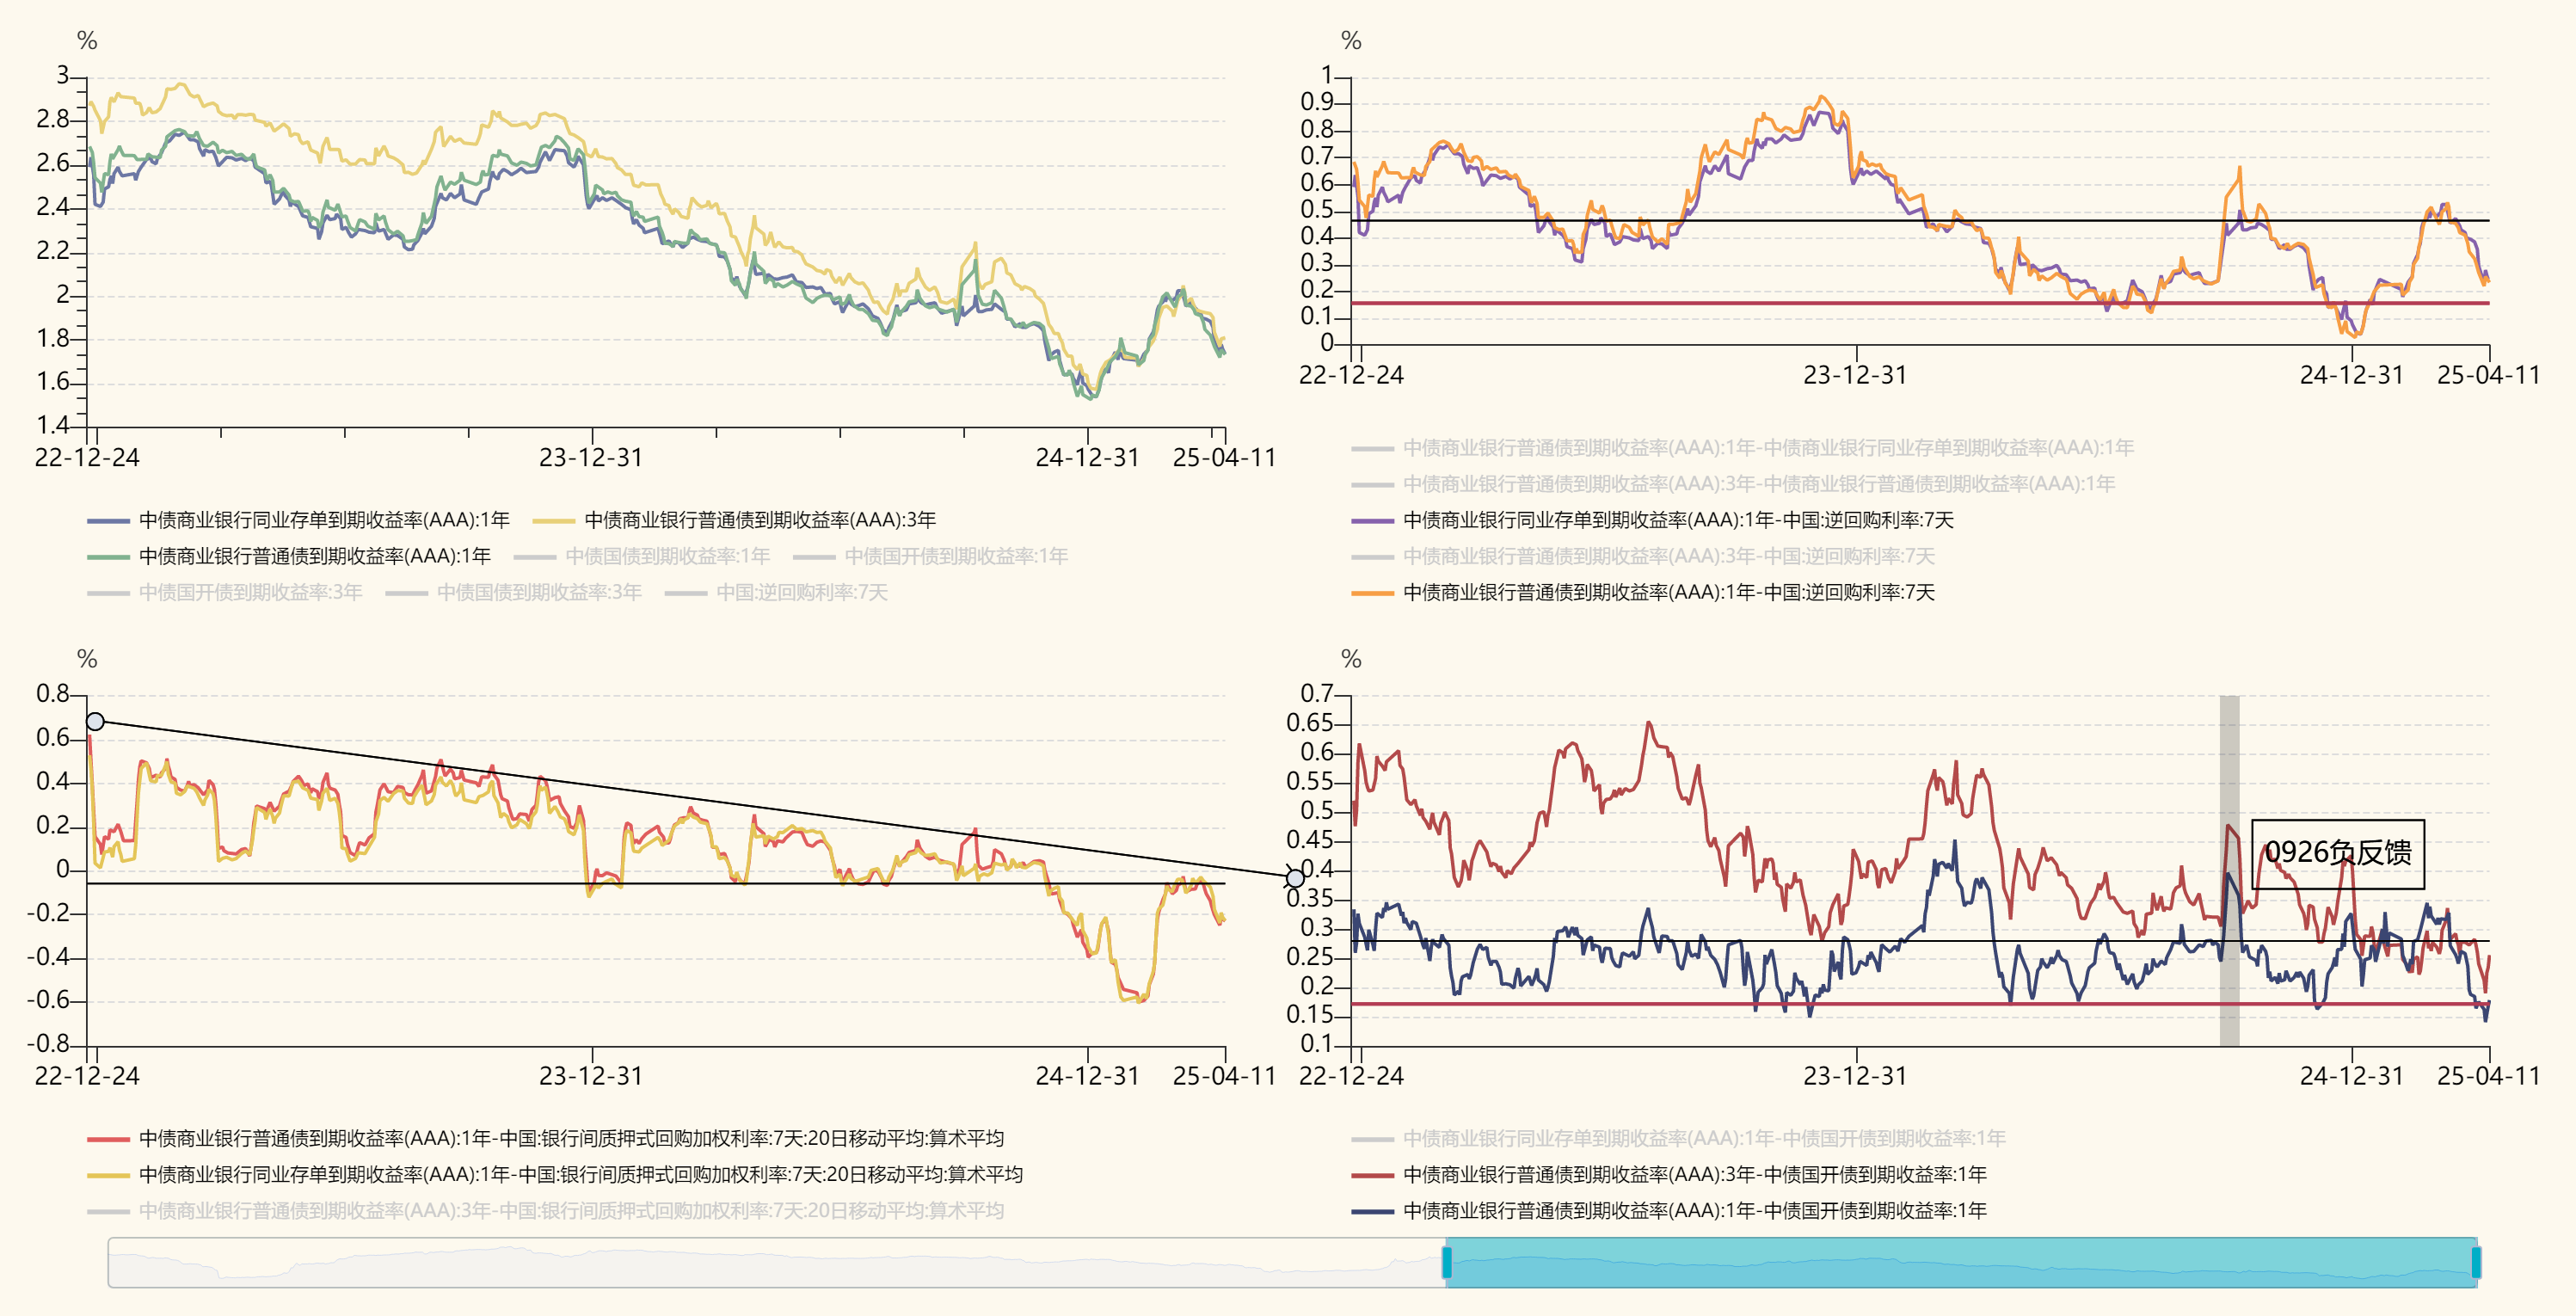 %
3
2.8
2.6
2.4
2.2
2
1.8
1.6
1.4
22-12-24 23-12-31 24-12-31 25-04-11
中债商业银行同业存单到期收益率(AAA):1年 中债商业银行普通债到期收益率(AAA):3年
中债商业银行普通债到期收益率(AAA):1年 中债国债到期收益率:1年 中债国开债到期收益率:1年
中债国开债到期收益率:3年 中债国债到期收益率:3年 中国:逆回购利率:7天
%
1
0.9
0.8
0.7
0.6
0.5
0.4
0.3
0.2
0.1
0
22-12-24 23-12-31 24-12-31 25-04-11
中债商业银行普通债到期收益率(AAA):1年-中债商业银行同业存单到期收益率(AAA):1年
中债商业银行普通债到期收益率(AAA):3年-中债商业银行普通债到期收益率(AAA):1年
中债商业银行同业存单到期收益率(AAA):1年-中国:逆回购利率:7天
中债商业银行普通债到期收益率(AAA):3年-中国:逆回购利率:7天
中债商业银行普通债到期收益率(AAA):1年-中国:逆回购利率:7天
%
0.8
0.6
0.4
0.2
0
-0.2
-0.4
-0.6
-0.8
22-12-24 23-12-31 24-12-31 25-04-11
中债商业银行普通债到期收益率(AAA):1年-中国:银行间质押式回购加权利率:7天:20日移动平均:算术平均
中债商业银行同业存单到期收益率(AAA):1年-中国:银行间质押式回购加权利率:7天:20日移动平均:算术平均
中债商业银行普通债到期收益率(AAA):3年-中国:银行间质押式回购加权利率:7天:20日移动平均:算术平均
%
0.7
0.65
0.6
0.55
0.5
0.45
0.4
0.35
0.3
0.25
0.2
0.15
0.1
0926负反馈
22-12-24 23-12-31 24-12-31 25-04-11
中债商业银行同业存单到期收益率(AAA):1年-中债国开债到期收益率:1年
中债商业银行普通债到期收益率(AAA):3年-中债国开债到期收益率:1年
中债商业银行普通债到期收益率(AAA):1年-中债国开债到期收益率:1年